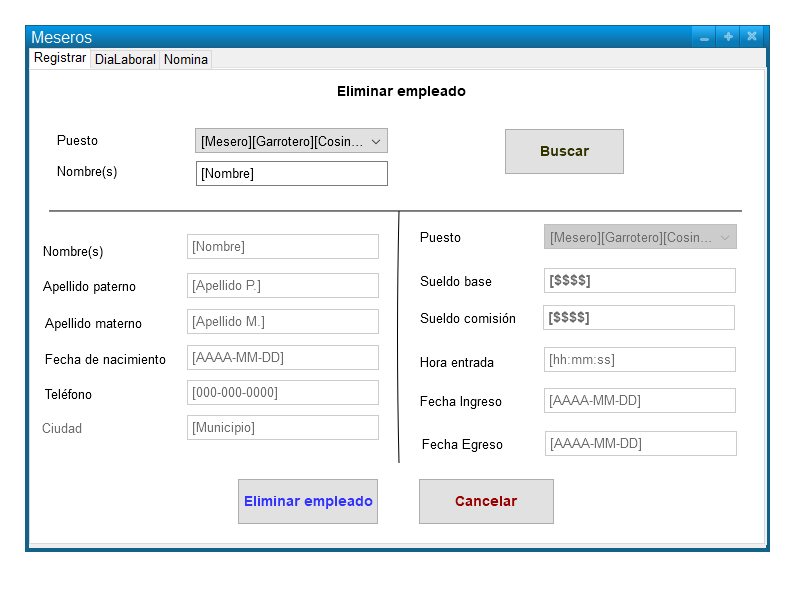 Meseros
Registrar DiaLaboral Nomina
Eliminar empleado
Puesto [Mesero][Garrotero][Cosin...
Buscar
Nombre(s) [Nombre]
Nombre(s) [Nombre]
Apellido paterno [Apellido P.]
Apellido materno [Apellido M.]
Fecha de nacimiento [AAAA-MM-DD]
Teléfono [000-000-0000]
Ciudad [Municipio]
Puesto [Mesero][Garrotero][Cosin...
Sueldo base [$$$$]
Sueldo comisión [$$$$]
Hora entrada [hh:mm:ss]
Fecha Ingreso [AAAA-MM-DD]
Fecha Egreso [AAAA-MM-DD]
Eliminar empleado Cancelar